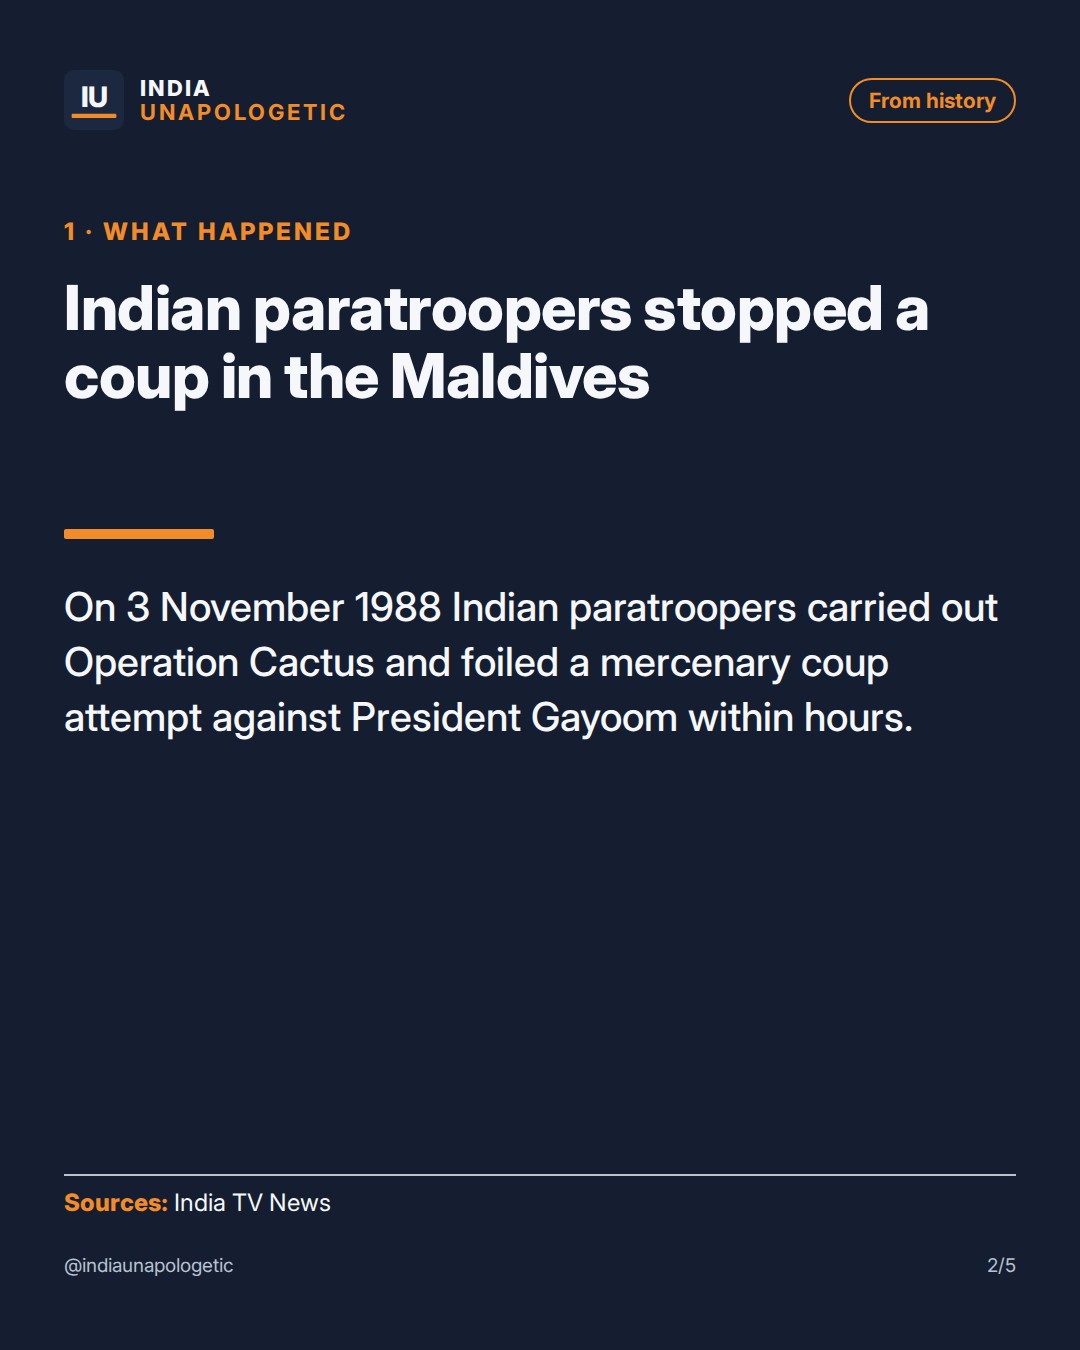 IU
INDIA
UNAPOLOGETIC
From history
1 · WHAT HAPPENED
Indian paratroopers stopped a
coup in the Maldives
On 3 November 1988 Indian paratroopers carried out
Operation Cactus and foiled a mercenary coup
attempt against President Gayoom within hours.
Sources: India TV News
@indiaunapologetic
2/5